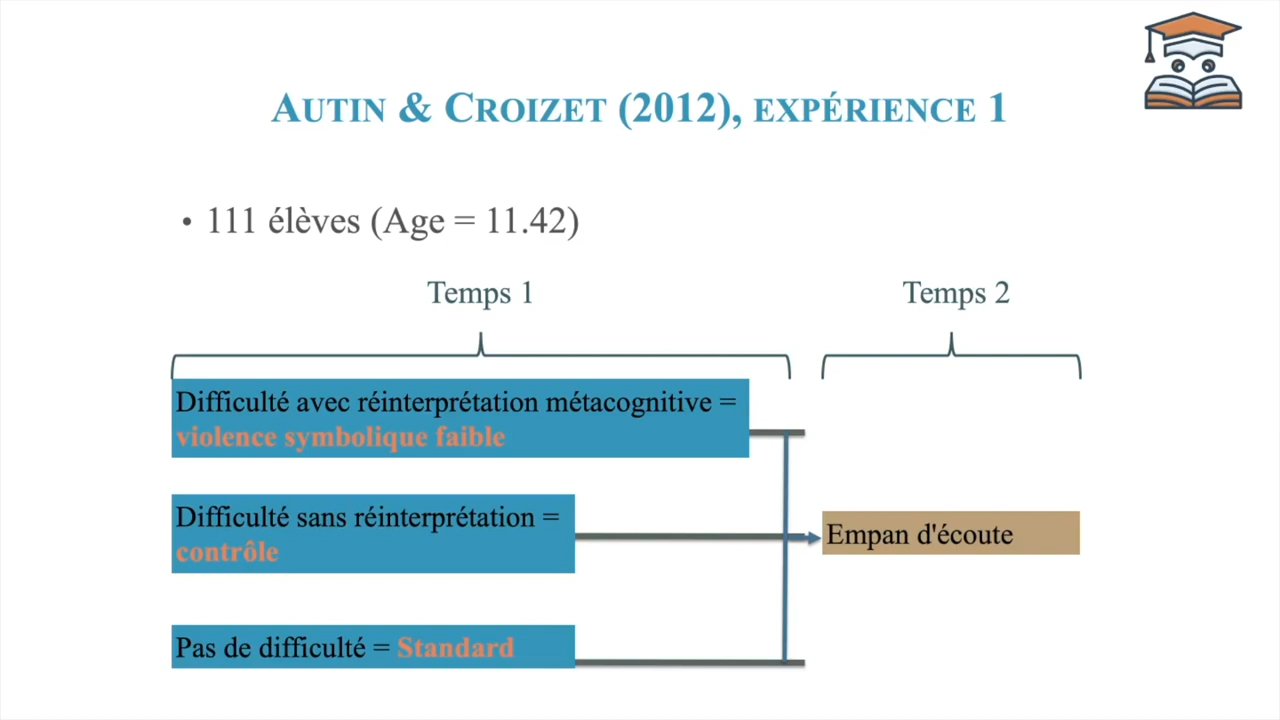 AUTIN & CROIZET (2012), EXPÉRIENCE 1
• 111 élèves (Age = 11.42)
Temps 1
Temps 2
Difficulté avec réinterprétation métacognitive =
violence symbolique faible
Difficulté sans réinterprétation =
contrôle
Empan d'écoute
Pas de difficulté = Standard